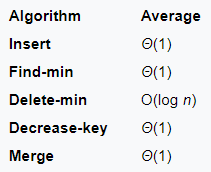 Algorithm Average
Insert Θ(1)
Find-min Θ(1)
Delete-min O(log n)
Decrease-key Θ(1)
Merge Θ(1)